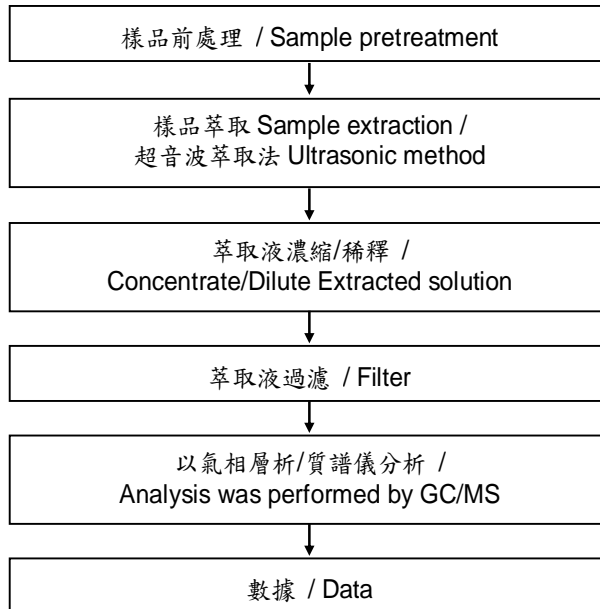 樣品前處理 / Sample pretreatment
樣品萃取 Sample extraction /
超音波萃取法 Ultrasonic method
萃取液濃縮/稀釋 /
Concentrate/Dilute Extracted solution
萃取液過濾 / Filter
以氣相層析/質譜儀分析 /
Analysis was performed by GC/MS
數據 / Data